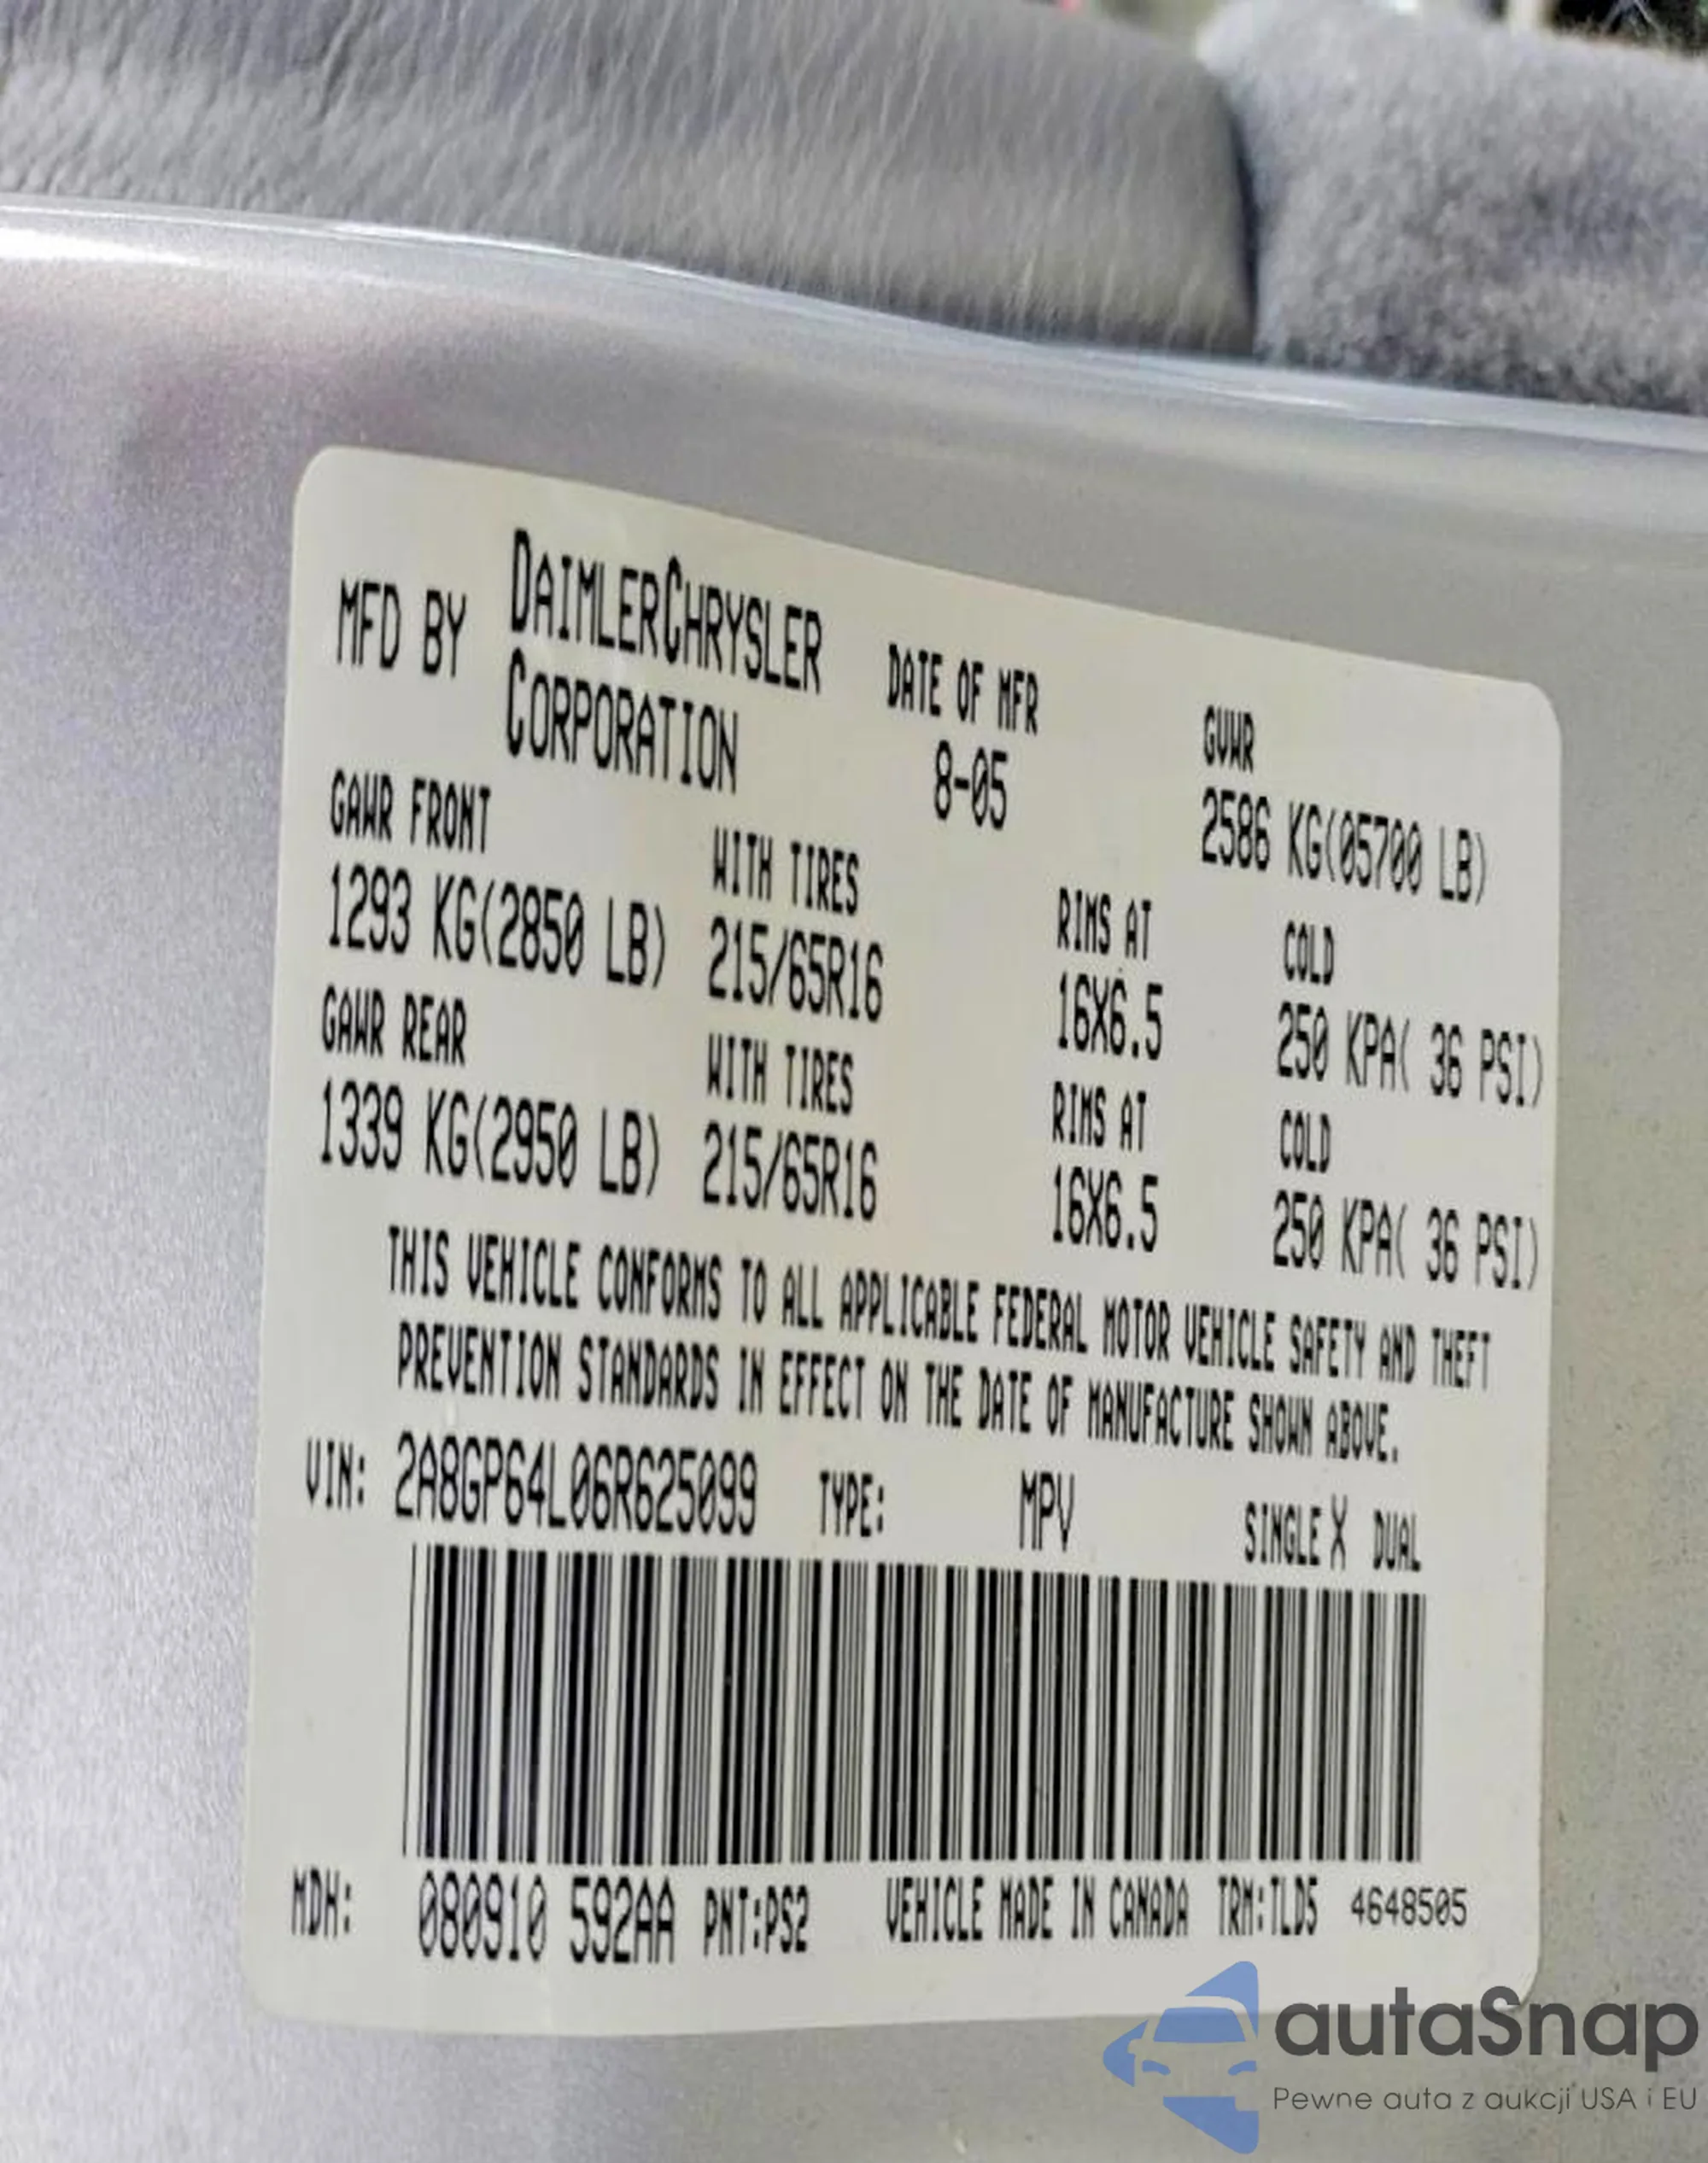 MFD BY DAIMLERCHRYSLER CORPORATION
DATE OF MFR
8-05
GVWR
2586 KG(05700 LB)
GAWR FRONT WITH TIRES RIMS AT COLD
1293 KG(2850 LB) 215/65R16 16X6.5 250 KPA( 36 PSI)
GAWR REAR WITH TIRES RIMS AT COLD
1339 KG(2950 LB) 215/65R16 16X6.5 250 KPA( 36 PSI)
THIS VEHICLE CONFORMS TO ALL APPLICABLE FEDERAL MOTOR VEHICLE SAFETY AND THEFT
PREVENTION STANDARDS IN EFFECT ON THE DATE OF MANUFACTURE SHOWN ABOVE.
VIN: 2A8GP64L06R625099 TYPE: MPV SINGLE X DUAL
MDH: 080910 592AA PNT:PS2 VEHICLE MADE IN CANADA TRM:TLD5 4648505
autaSnap
Pewne auta z aukcji USA i EU